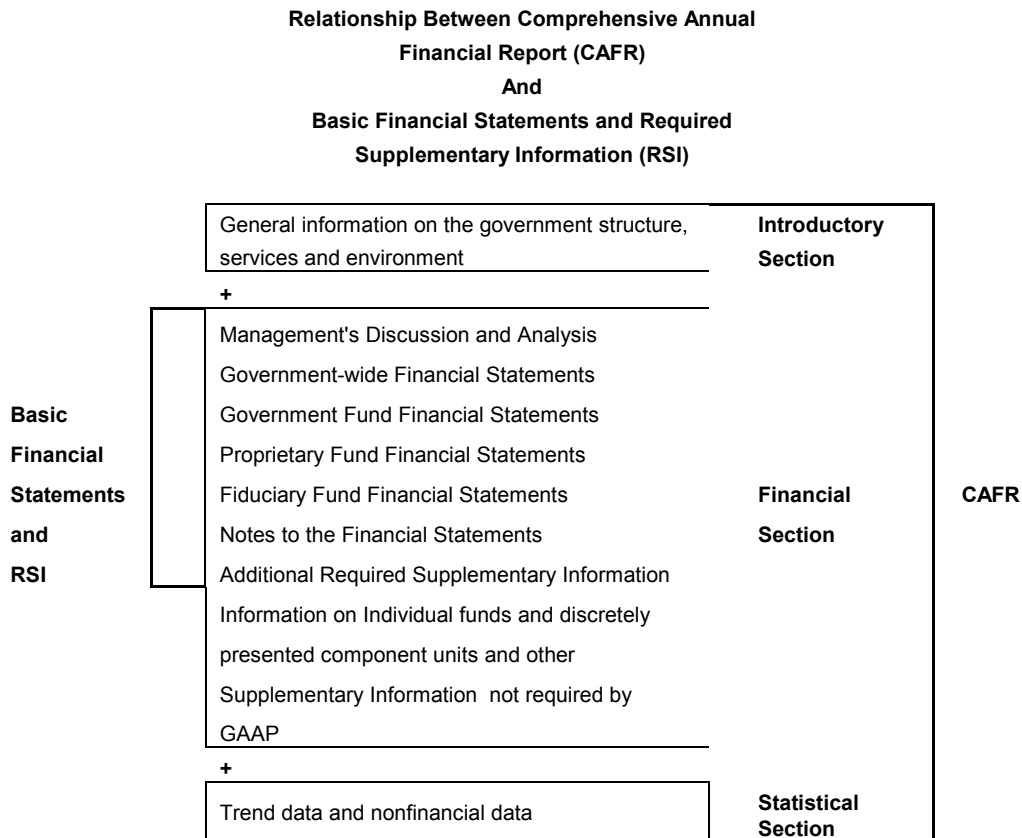 Relationship Between Comprehensive Annual
Financial Report (CAFR)
And
Basic Financial Statements and Required
Supplementary Information (RSI)
General information on the government structure,
services and environment
Introductory
Section
+
Basic
Financial
Statements
and
RSI
Management's Discussion and Analysis
Government-wide Financial Statements
Government Fund Financial Statements
Proprietary Fund Financial Statements
Fiduciary Fund Financial Statements
Notes to the Financial Statements
Additional Required Supplementary Information
Information on Individual funds and discretely
presented component units and other
Supplementary Information not required by
GAAP
Financial
Section
CAFR
+
Trend data and nonfinancial data
Statistical
Section